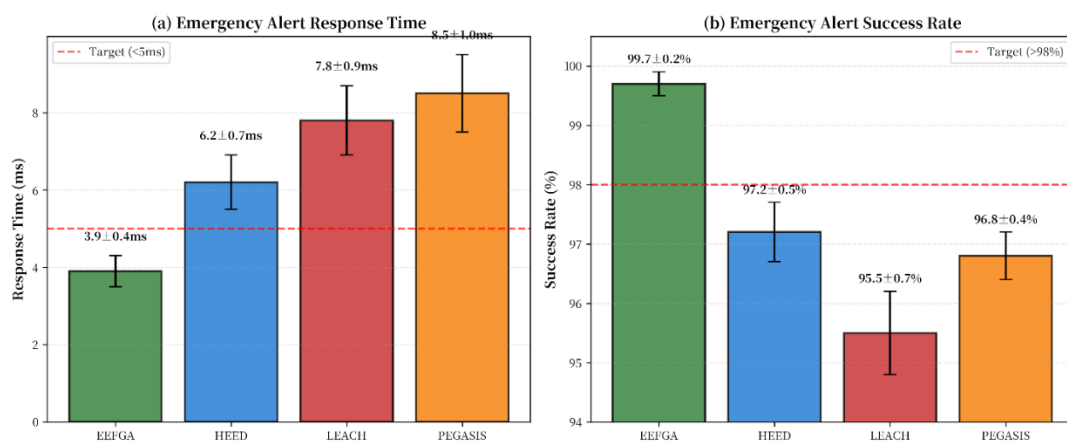 (a) Emergency Alert Response Time
Target (<5ms)
8.5±1.0ms
7.8±0.9ms
6.2±0.7ms
3.9±0.4ms
Response Time (ms)
8
6
4
2
0
EEFGA
HEED
LEACH
PEGASIS
(b) Emergency Alert Success Rate
Target (>98%)
99.7±0.2%
97.2±0.5%
96.8±0.4%
95.5±0.7%
Success Rate (%)
100
99
98
97
96
95
94
EEFGA
HEED
LEACH
PEGASIS